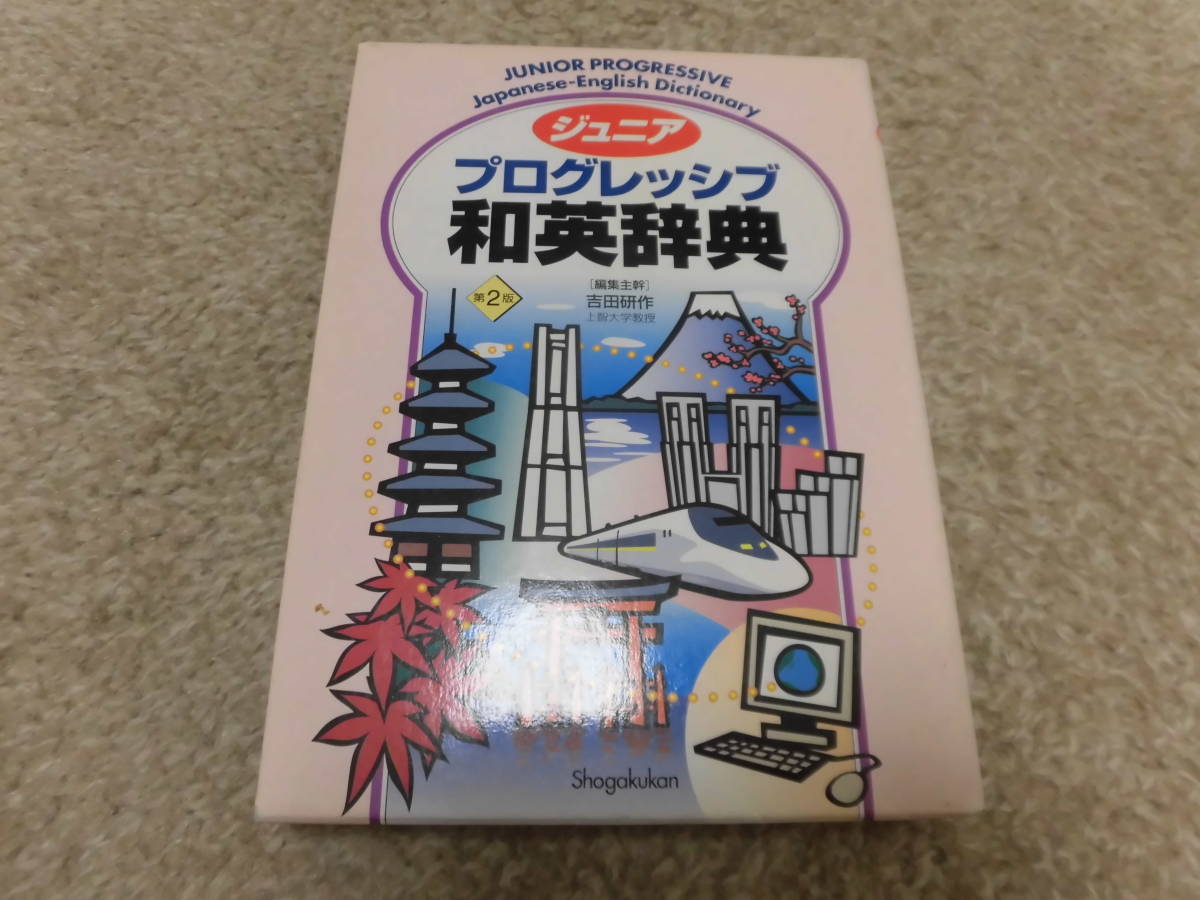 JUNIOR PROGRESSIVE
Japanese-English Dictionary
ジュニア
プログレッシブ
和英辞典
第2版
[編集主幹]
吉田研作
上智大学教授
Shogakukan